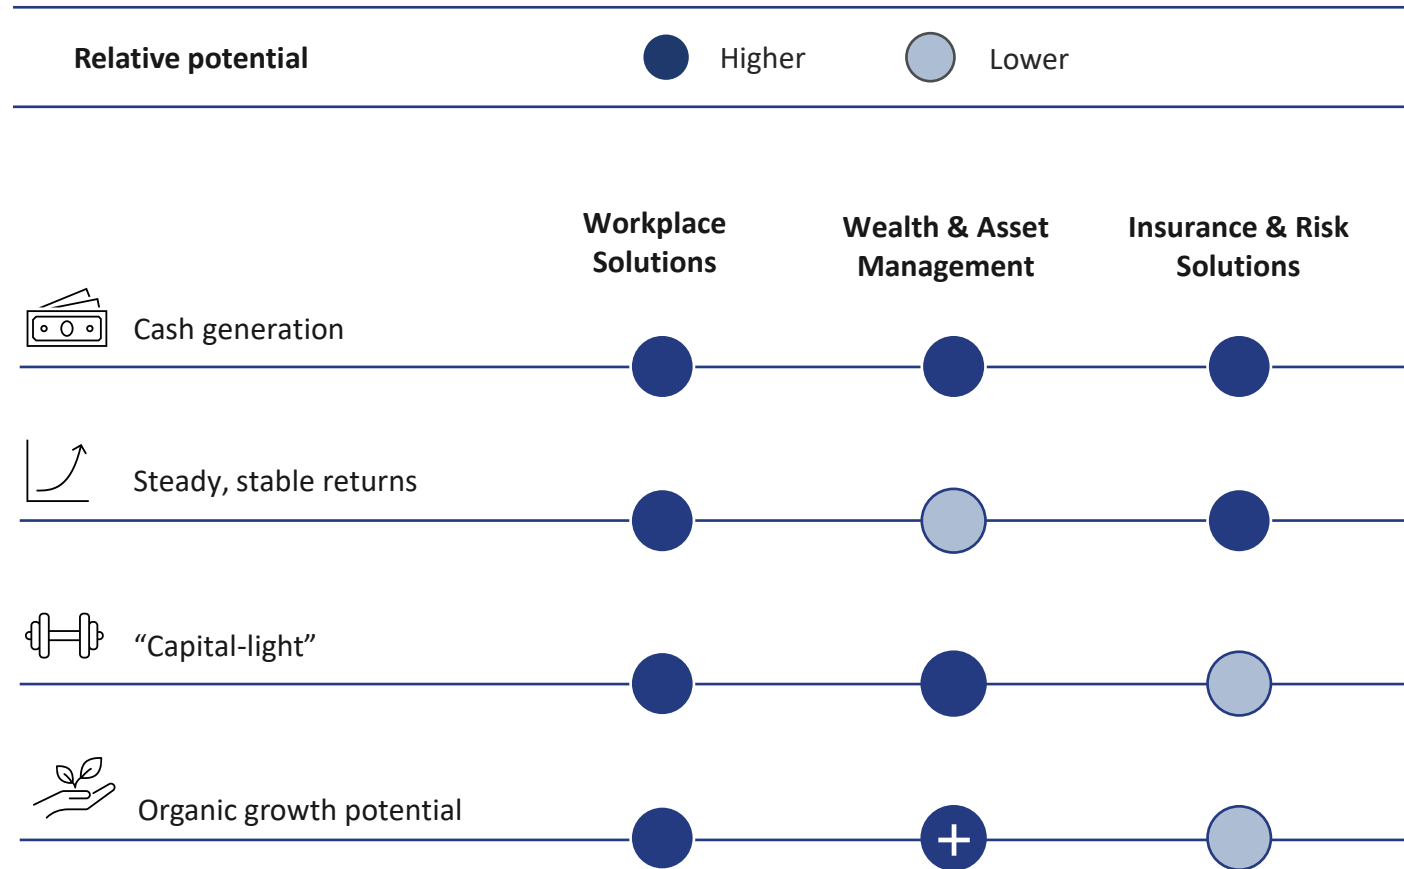 Relative potential
Higher
Lower
Workplace
Solutions
Wealth & Asset
Management
Insurance & Risk
Solutions
Cash generation
Steady, stable returns
“Capital-light”
Organic growth potential
+